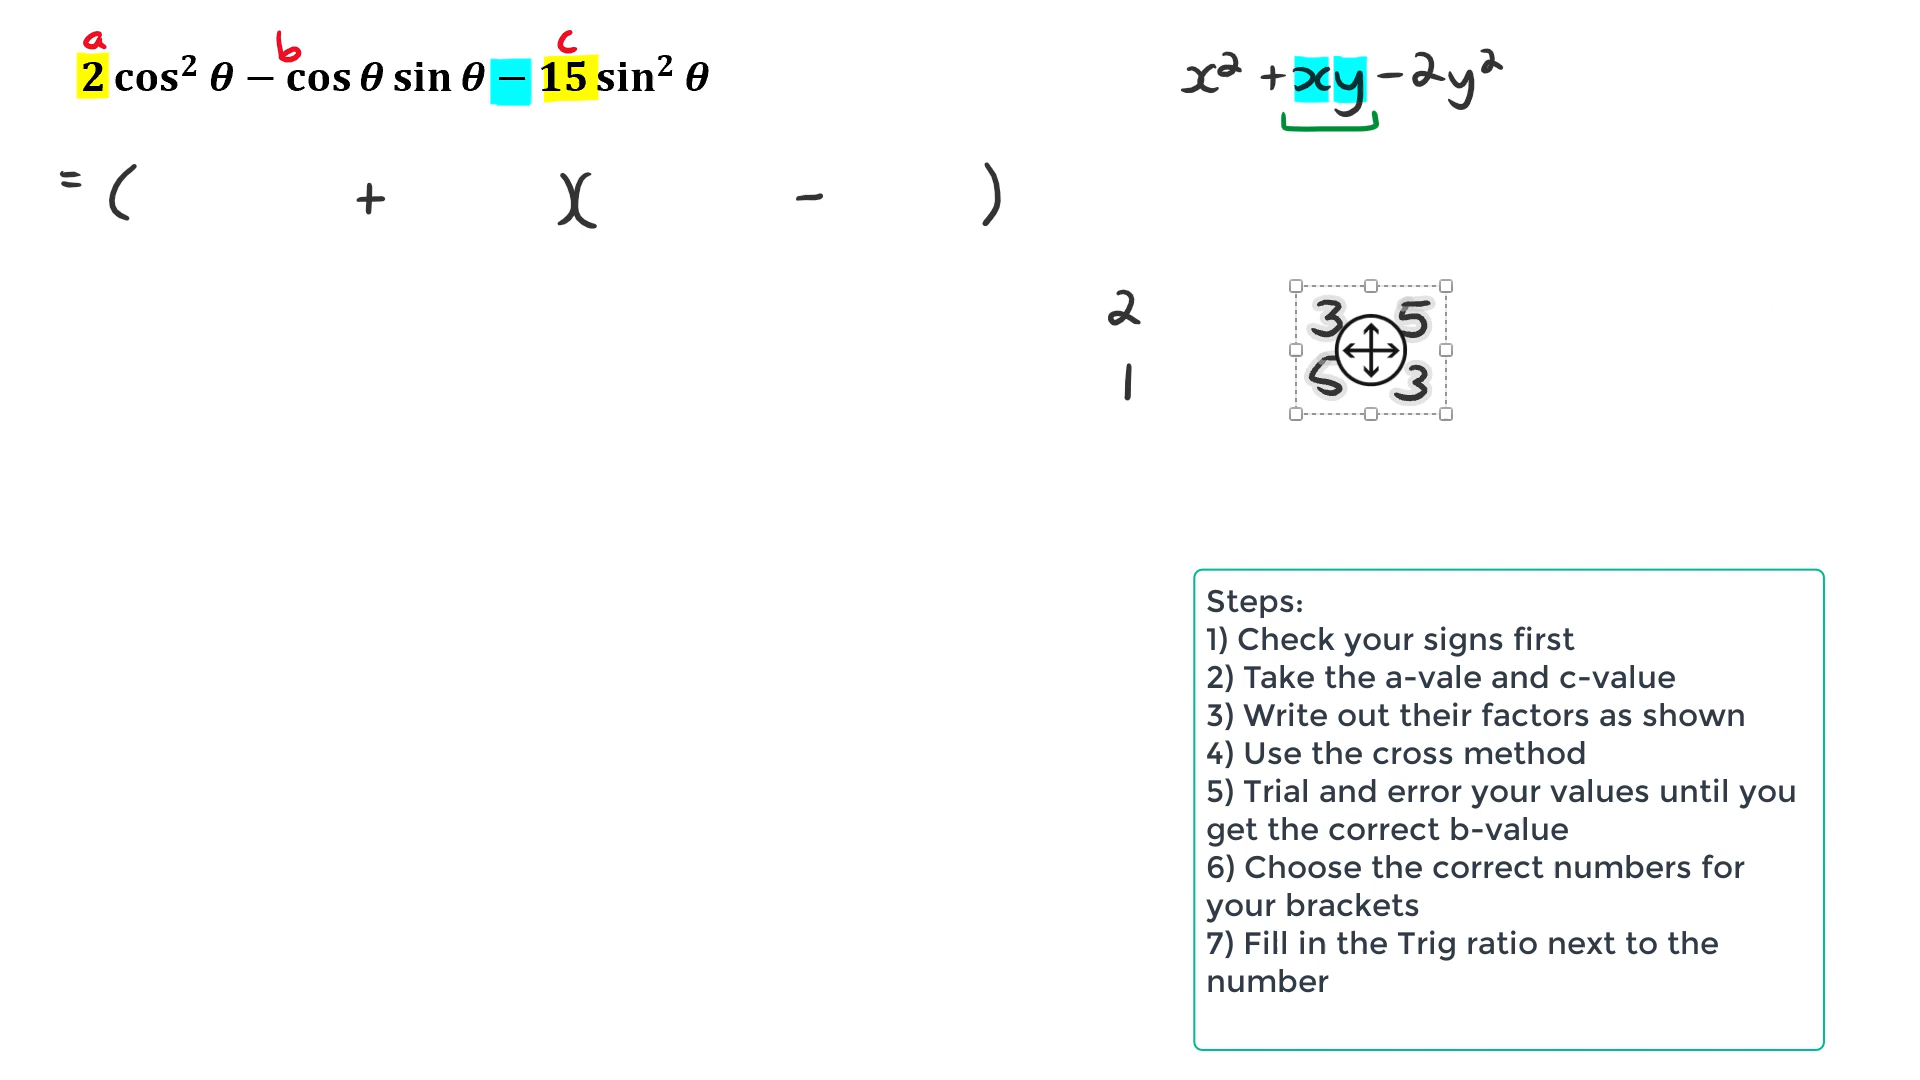 a b c
2 cos² θ − cos θ sin θ − 15 sin² θ
x² + xy − 2y²
= ( + )( − )
2 3 5
1 5 3
Steps:
1) Check your signs first
2) Take the a-vale and c-value
3) Write out their factors as shown
4) Use the cross method
5) Trial and error your values until you
get the correct b-value
6) Choose the correct numbers for
your brackets
7) Fill in the Trig ratio next to the
number